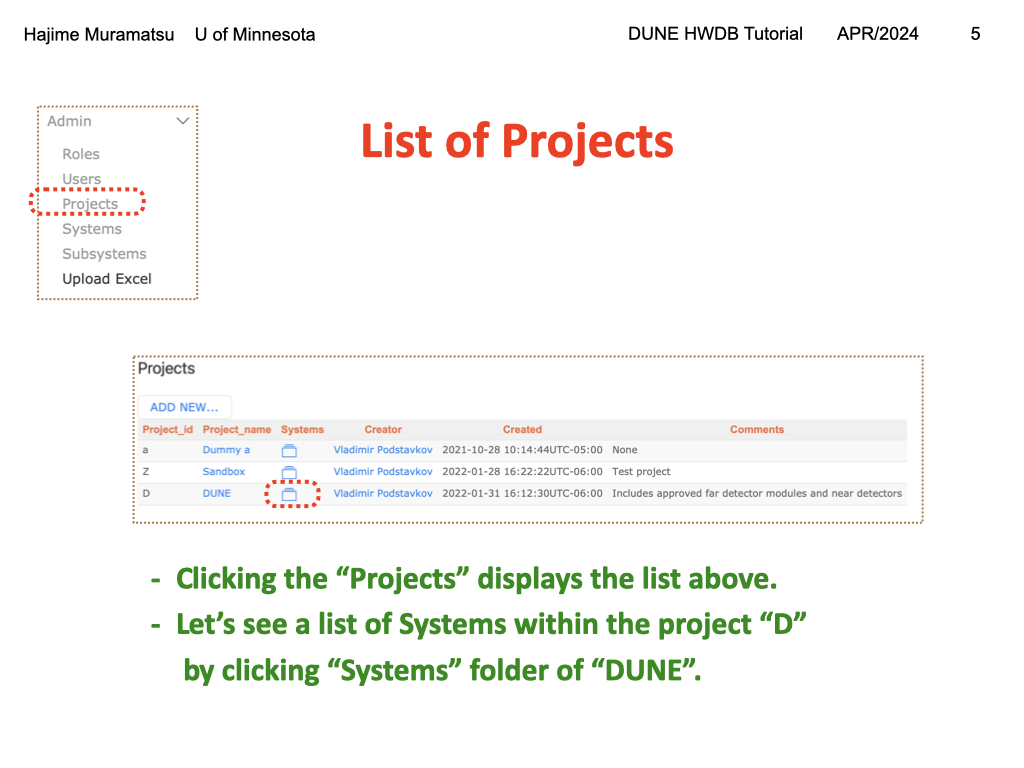 Hajime Muramatsu U of Minnesota DUNE HWDB Tutorial APR/2024 5
Admin
Roles
Users
Projects
Systems
Subsystems
Upload Excel
List of Projects
Projects
ADD NEW...
Project_id Project_name Systems Creator Created Comments
a Dummy a Vladimir Podstavkov 2021-10-28 10:14:44UTC-05:00 None
Z Sandbox Vladimir Podstavkov 2022-01-28 16:22:22UTC-06:00 Test project
D DUNE Vladimir Podstavkov 2022-01-31 16:12:30UTC-06:00 Includes approved far detector modules and near detectors
- Clicking the “Projects” displays the list above.
- Let’s see a list of Systems within the project “D”
by clicking “Systems” folder of “DUNE”.